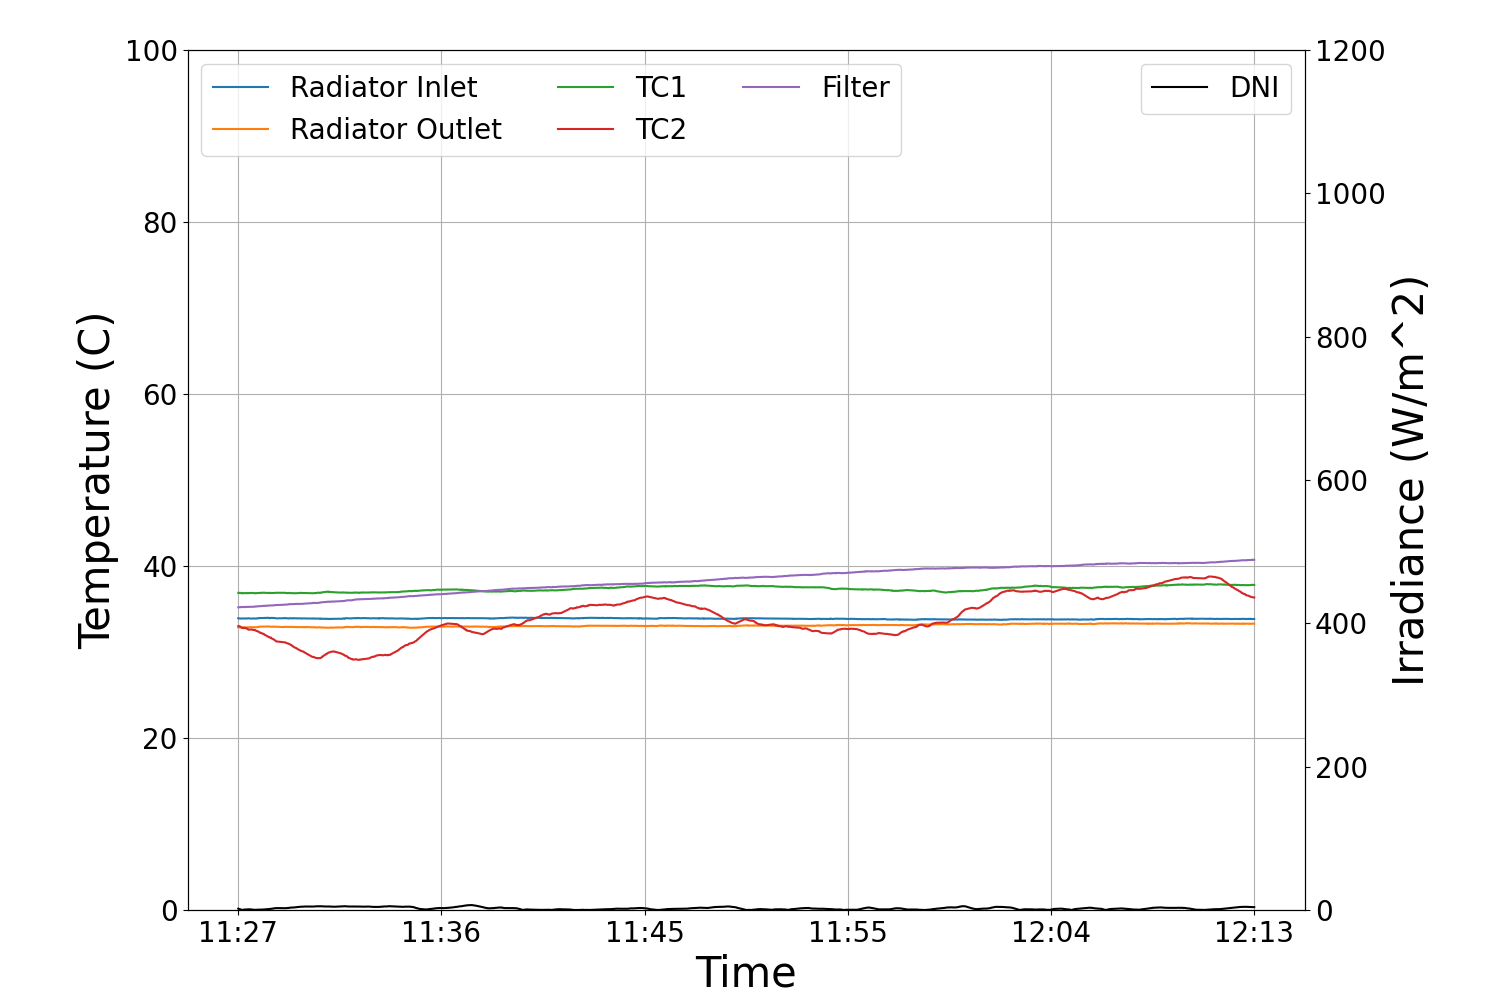 100
1200
Radiator Inlet TC1 Filter
DNI
Radiator Outlet TC2
1000
80
800
60
600
40
400
20
200
0
0
Temperature (C)
Irradiance (W/m^2)
11:27 11:36 11:45 11:55 12:04 12:13
Time